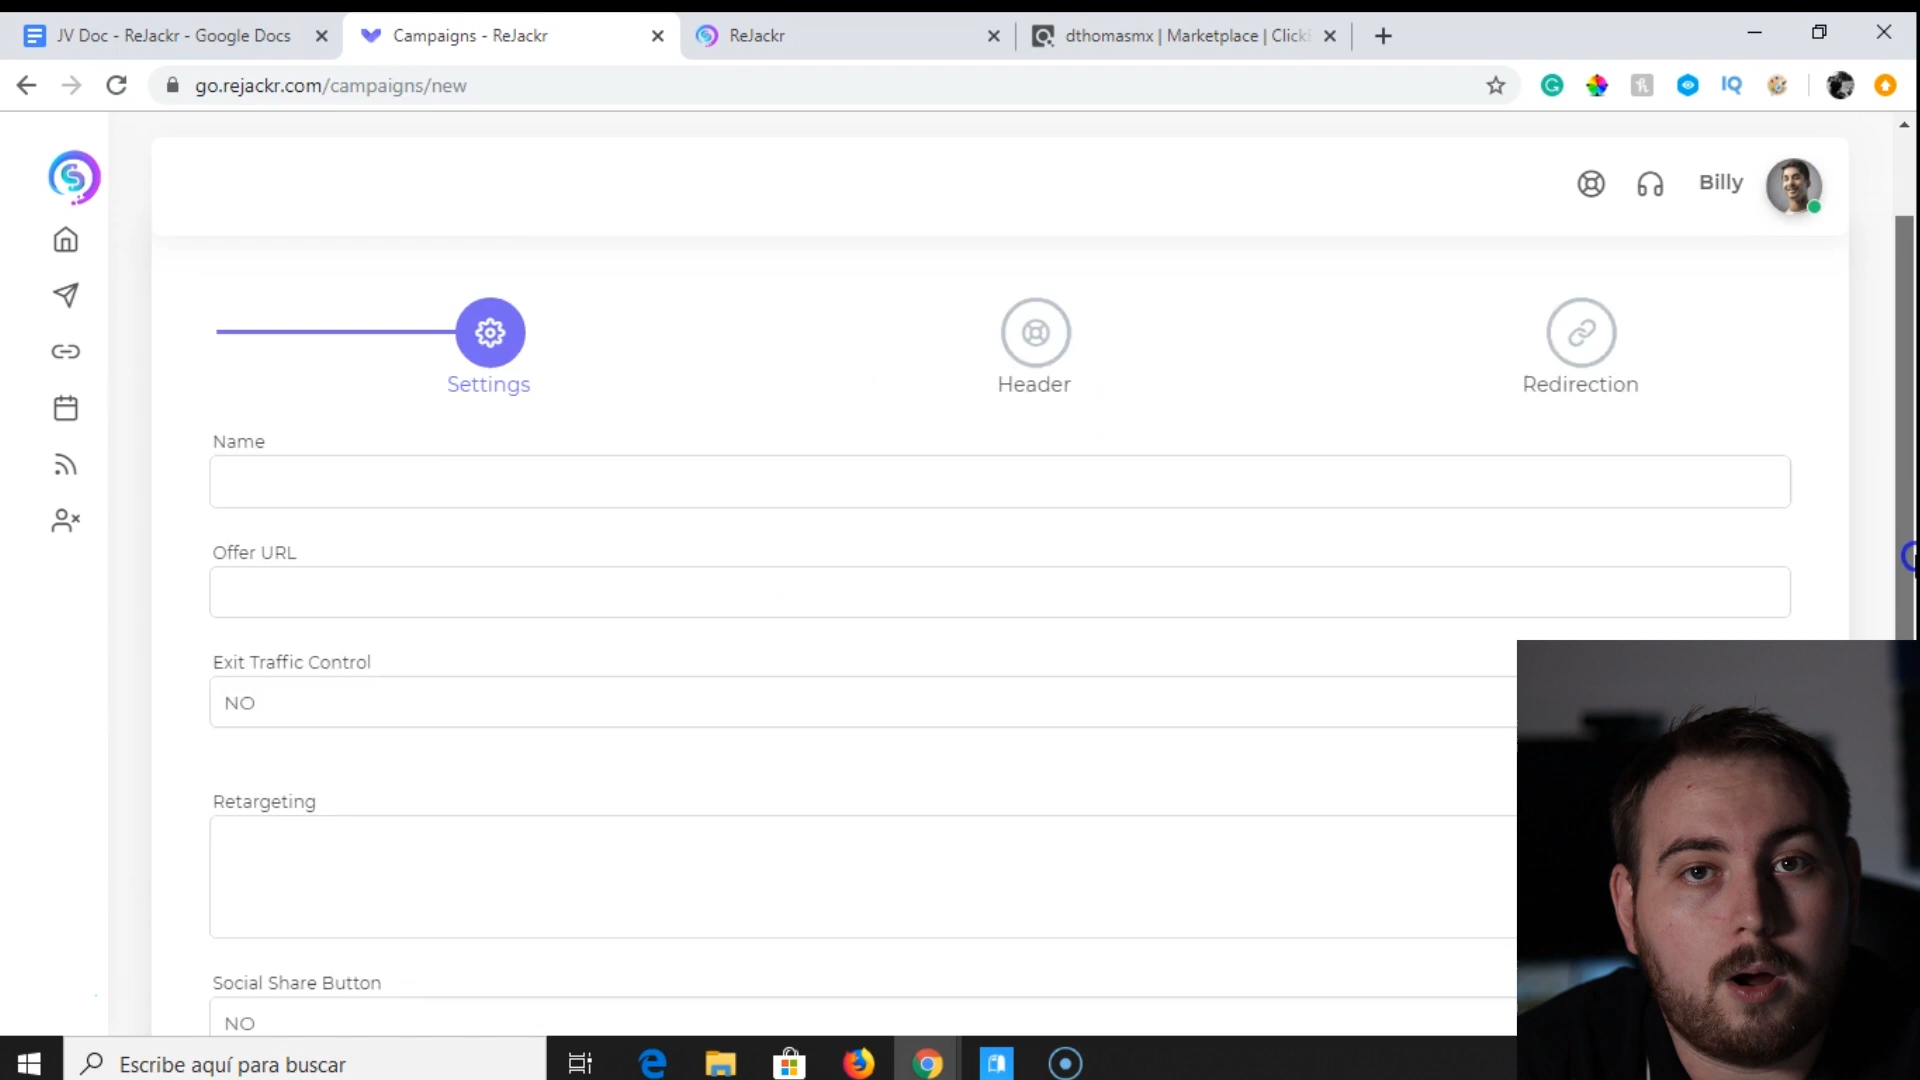 JV Doc - ReJackr - Google Docs
Campaigns - ReJackr
ReJackr
dthomasmx | Marketplace | Click
go.rejackr.com/campaigns/new
IQ
Billy
Settings
Header
Redirection
Name
Offer URL
Exit Traffic Control
NO
Retargeting
Social Share Button
NO
Escribe aquí para buscar